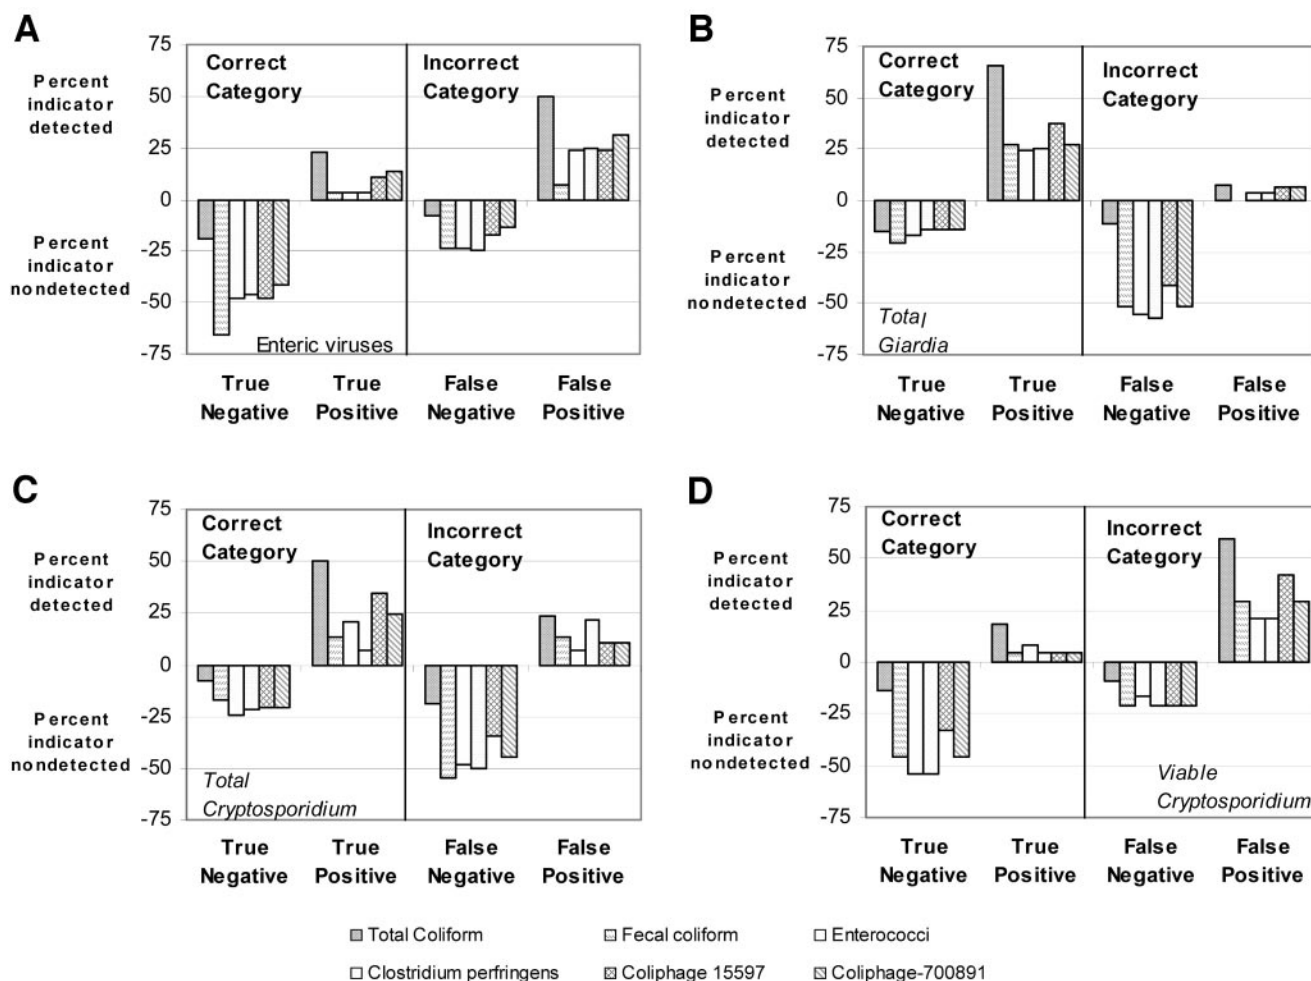 A
75
50
25
0
-25
-50
-75
Percent
indicator
detected
Percent
indicator
nondetected
Correct
Category
Incorrect
Category
Enteric viruses
True
Negative
True
Positive
False
Negative
False
Positive
B
75
50
25
0
-25
-50
-75
Percent
indicator
detected
Percent
indicator
nondetected
Correct
Category
Incorrect
Category
Total
Giardia
True
Negative
True
Positive
False
Negative
False
Positive
C
75
50
25
0
-25
-50
-75
Percent
indicator
detected
Percent
indicator
nondetected
Correct
Category
Incorrect
Category
Total
Cryptosporidium
True
Negative
True
Positive
False
Negative
False
Positive
D
75
50
25
0
-25
-50
-75
Percent
indicator
detected
Percent
indicator
nondetected
Correct
Category
Incorrect
Category
Viable
Cryptosporidium
True
Negative
True
Positive
False
Negative
False
Positive
Total Coliform
Fecal coliform
Enterococci
Clostridium perfringens
Coliphage 15597
Coliphage-700891